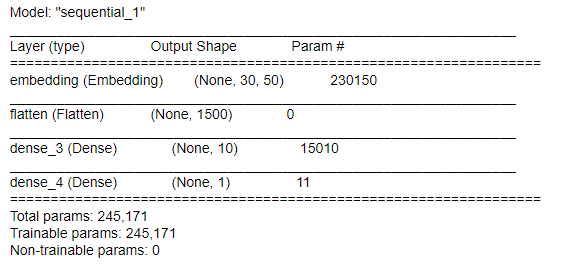 Model: "sequential_1"
_________________________________________________________________
Layer (type) Output Shape Param #
=================================================================
embedding (Embedding) (None, 30, 50) 230150
_________________________________________________________________
flatten (Flatten) (None, 1500) 0
_________________________________________________________________
dense_3 (Dense) (None, 10) 15010
_________________________________________________________________
dense_4 (Dense) (None, 1) 11
=================================================================
Total params: 245,171
Trainable params: 245,171
Non-trainable params: 0